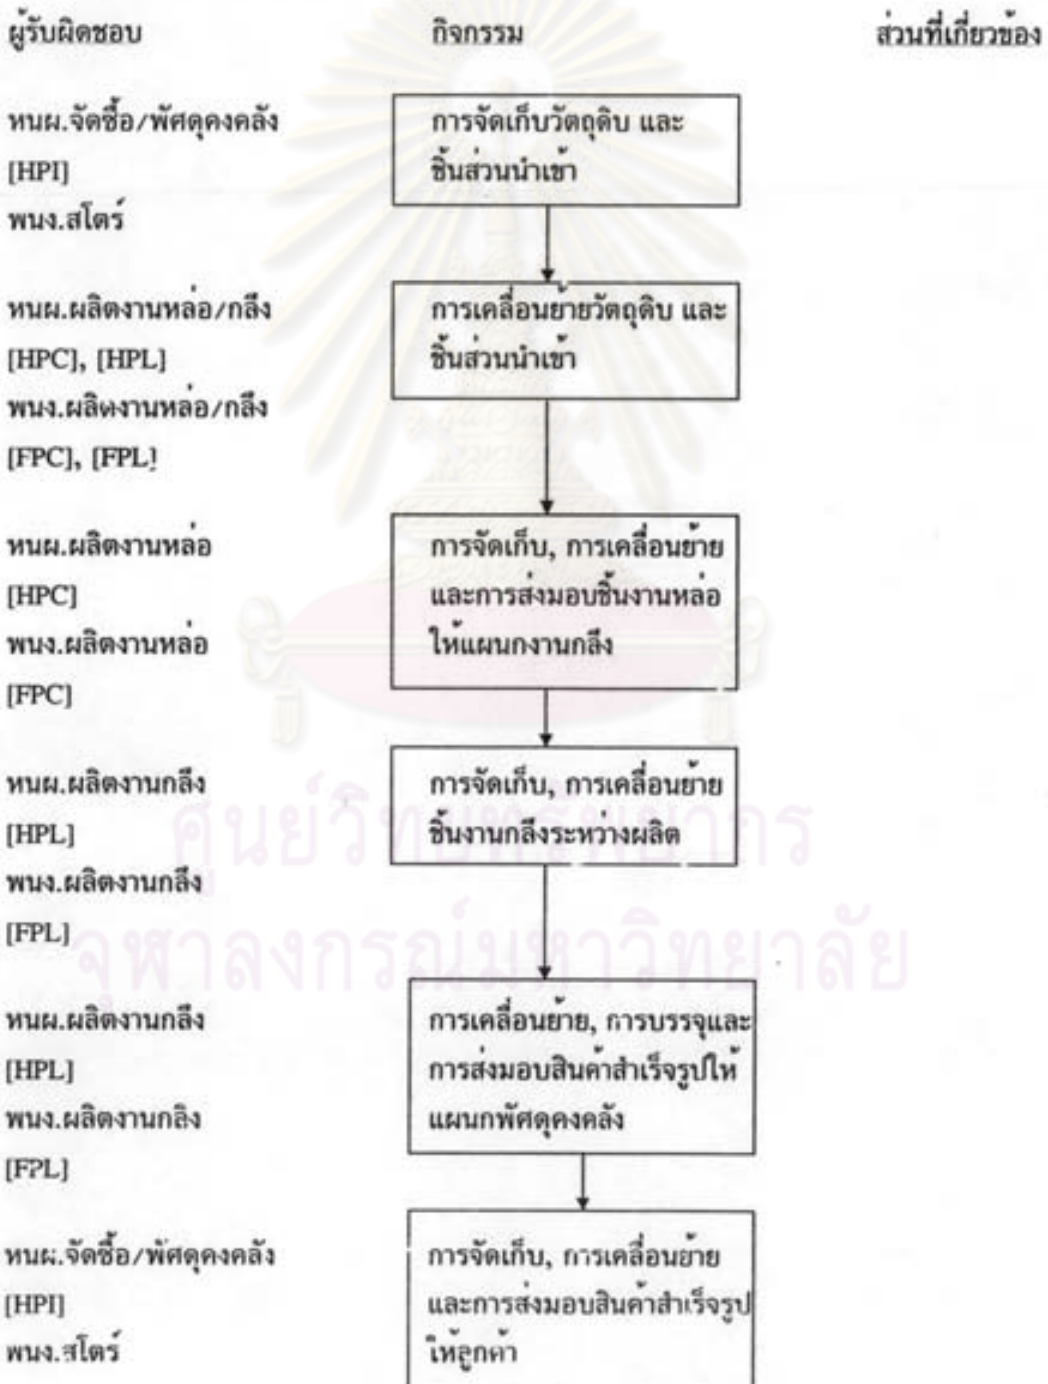 ผู้รับผิดชอบ กิจกรรม ส่วนที่เกี่ยวข้อง
หนผ.จัดซื้อ/พัศดุคงคลัง
[HPI]
พนง.สโตร์
การจัดเก็บวัตถุดิบ และ
ชิ้นส่วนนำเข้า
หนผ.ผลิตงานหล่อ/กลึง
[HPC], [HPL]
พนง.ผลิตงานหล่อ/กลึง
[FPC], [FPL]
การเคลื่อนย้ายวัตถุดิบ และ
ชิ้นส่วนนำเข้า
หนผ.ผลิตงานหล่อ
[HPC]
พนง.ผลิตงานหล่อ
[FPC]
การจัดเก็บ, การเคลื่อนย้าย
และการส่งมอบชิ้นงานหล่อ
ให้แผนกงานกลึง
หนผ.ผลิตงานกลึง
[HPL]
พนง.ผลิตงานกลึง
[FPL]
การจัดเก็บ, การเคลื่อนย้าย
ชิ้นงานกลึงระหว่างผลิต
ศูนย์วิทยทรัพยากร
จุฬาลงกรณ์มหาวิทยาลัย
หนผ.ผลิตงานกลึง
[HPL]
พนง.ผลิตงานกลึง
[FPL]
การเคลื่อนย้าย, การบรรจุและ
การส่งมอบสินค้าสำเร็จรูปให้
แผนกพัศดุคงคลัง
หนผ.จัดซื้อ/พัศดุคงคลัง
[HPI]
พนง.สโตร์
การจัดเก็บ, การเคลื่อนย้าย
และการส่งมอบสินค้าสำเร็จรูป
ให้ลูกค้า